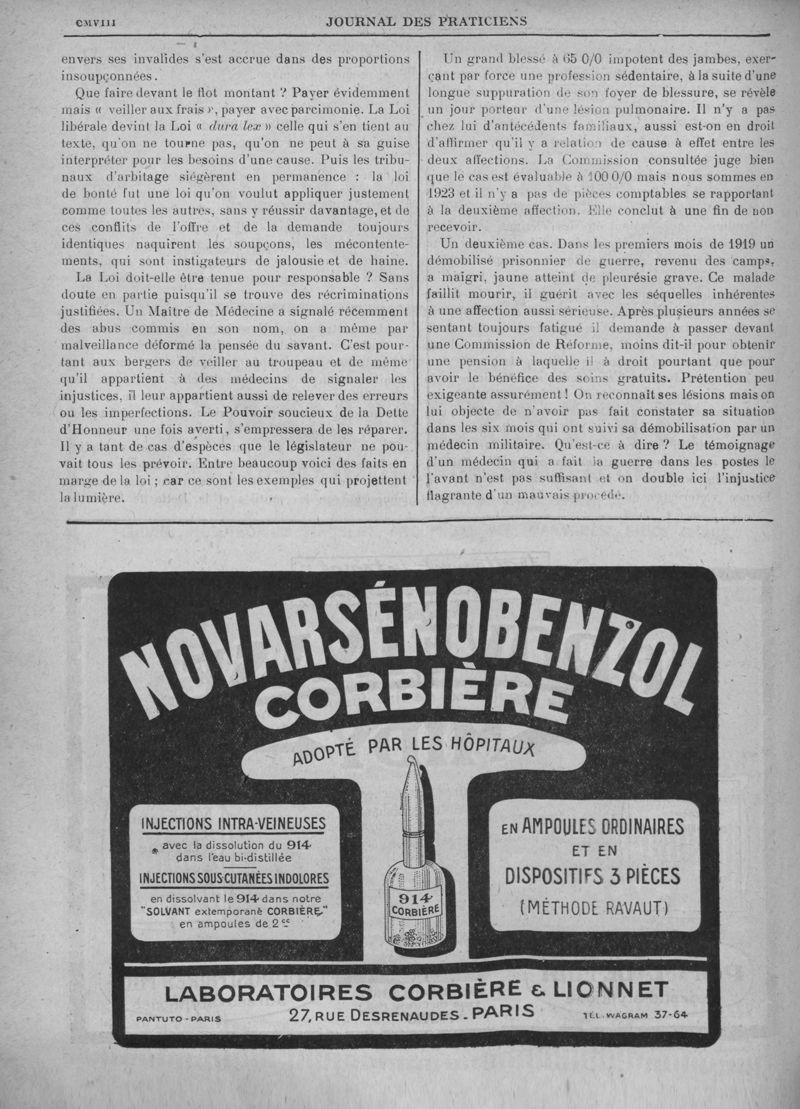 CMVIII
JOURNAL DES PRATICIENS
envers ses invalides s'est accrue dans des proportions
insoupçonnées.
Que faire devant le flot montant ? Payer évidemment
mais « veiller aux frais », payer avec parcimonie. La Loi
libérale devint la Loi « dura lex » celle qui s'en tient au
texte, qu'on ne tourne pas, qu'on ne peut à sa guise
interpréter pour les besoins d'une cause. Puis les tribu-
naux d'arbitage siégèrent en permanence : la loi
de bonté fut une loi qu'on voulut appliquer justement
comme toutes les autres, sans y réussir davantage, et de
ces conflits de l'offre et de la demande toujours
identiques naquirent les soupçons, les mécontente-
ments, qui sont instigateurs de jalousie et de haine.
La Loi doit-elle être tenue pour responsable ? Sans
doute en partie puisqu'il se trouve des récriminations
justifiées. Un Maître de Médecine a signalé récemment
des abus commis en son nom, on a même par
malveillance déformé la pensée du savant. C'est pour-
tant aux bergers de veiller au troupeau et de même
qu'il appartient à des médecins de signaler les
injustices, il leur appartient aussi de relever des erreurs
ou les imperfections. Le Pouvoir soucieux de la Dette
d'Honneur une fois averti, s'empressera de les réparer.
Il y a tant de cas d'espèces que le législateur ne pou-
vait tous les prévoir. Entre beaucoup voici des faits en
marge de la loi ; car ce sont les exemples qui projettent
la lumière.
Un grand blessé à 65 0/0 impotent des jambes, exer-
çant par force une profession sédentaire, à la suite d'une
longue suppuration de son foyer de blessure, se révèle
un jour porteur d'une lésion pulmonaire. Il n'y a pas
chez lui d'antécédents familiaux, aussi est-on en droit
d'affirmer qu'il y a relation de cause à effet entre les
deux affections. La Commission consultée juge bien
que le cas est évaluable à 100 0/0 mais nous sommes en
1923 et il n'y a pas de pièces comptables se rapportant
à la deuxième affection. Elle conclut à une fin de non
recevoir.
Un deuxième cas. Dans les premiers mois de 1919 un
démobilisé prisonnier de guerre, revenu des camps,
a maigri, jaune atteint de pleurésie grave. Ce malade
faillit mourir, il guérit avec les séquelles inhérentes
à une affection aussi sérieuse. Après plusieurs années se
sentant toujours fatigué il demande à passer devant
une Commission de Réforme, moins dit-il pour obtenir
une pension à laquelle il à droit pourtant que pour
avoir le bénéfice des soins gratuits. Prétention peu
exigeante assurément ! On reconnaît ses lésions mais on
lui objecte de n'avoir pas fait constater sa situation
dans les six mois qui ont suivi sa démobilisation par un
médecin militaire. Qu'est-ce à dire ? Le témoignage
d'un médecin qui a fait la guerre dans les postes le
l'avant n'est pas suffisant et on double ici l'injustice
flagrante d'un mauvais procédé.
NOVARSÉNOBENZOL
CORBIÈRE
ADOPTÉ PAR LES HÔPITAUX
INJECTIONS INTRA-VEINEUSES
avec la dissolution du 914
dans l'eau bi-distillée
INJECTIONS SOUS-CUTANÉES INDOLORES
en dissolvant le 914 dans notre
"SOLVANT extemporané CORBIÈRE"
en ampoules de 2cc
914
CORBIÈRE
EN AMPOULES ORDINAIRES
ET EN
DISPOSITIFS 3 PIÈCES
(MÉTHODE RAVAUT)
LABORATOIRES CORBIÈRE & LIONNET
PANTUTO - PARIS
27, RUE DESRENAUDES - PARIS
TÉL. WAGRAM 37-64